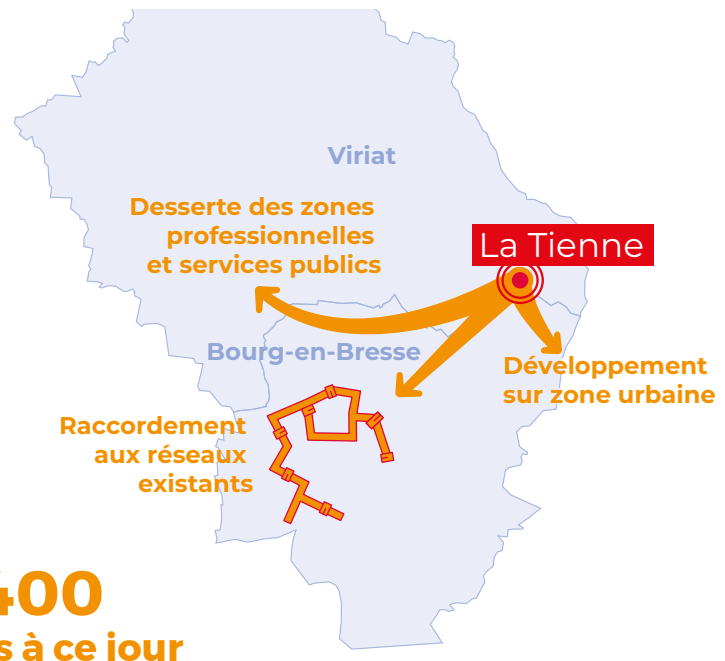 Viriat
Desserte des zones
professionnelles
et services publics
La Tienne
Bourg-en-Bresse
Développement
sur zone urbaine
Raccordement
aux réseaux
existants
400
à ce jour